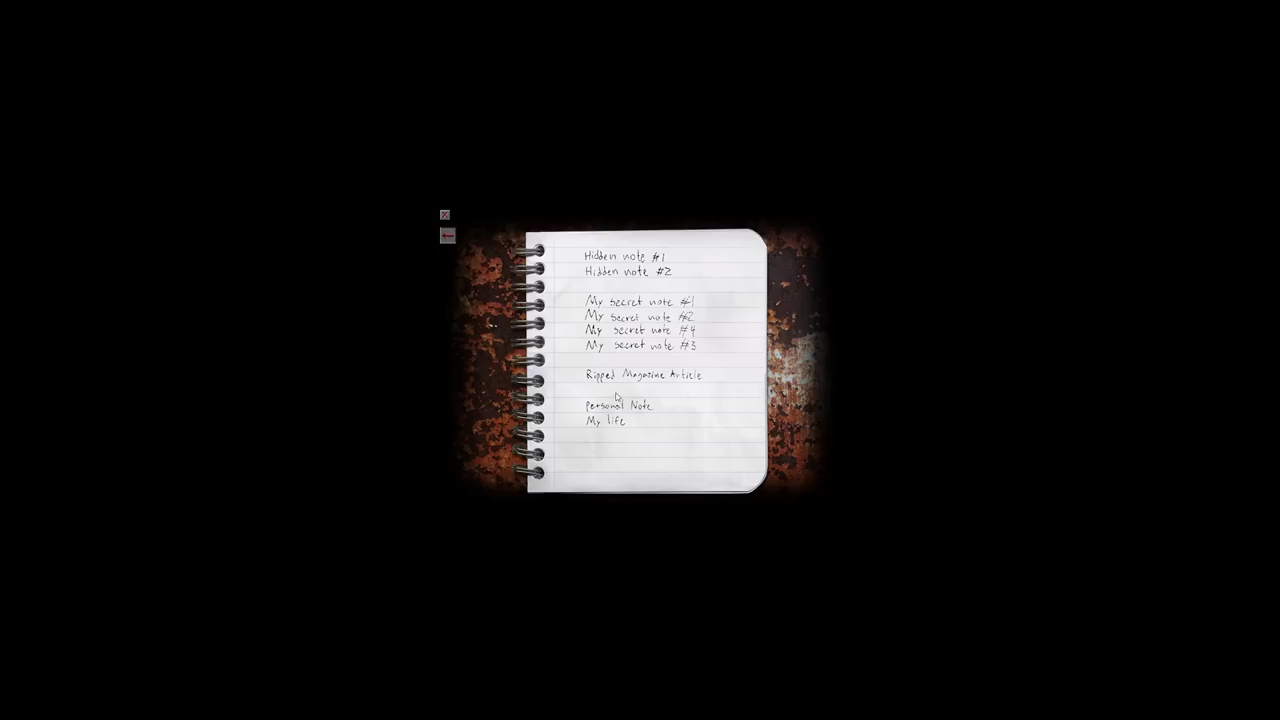 Hidden note #1
Hidden note #2
My secret note #1
My secret note #2
My secret note #4
My secret note #3
Ripped Magazine Article
Personal Note
My life